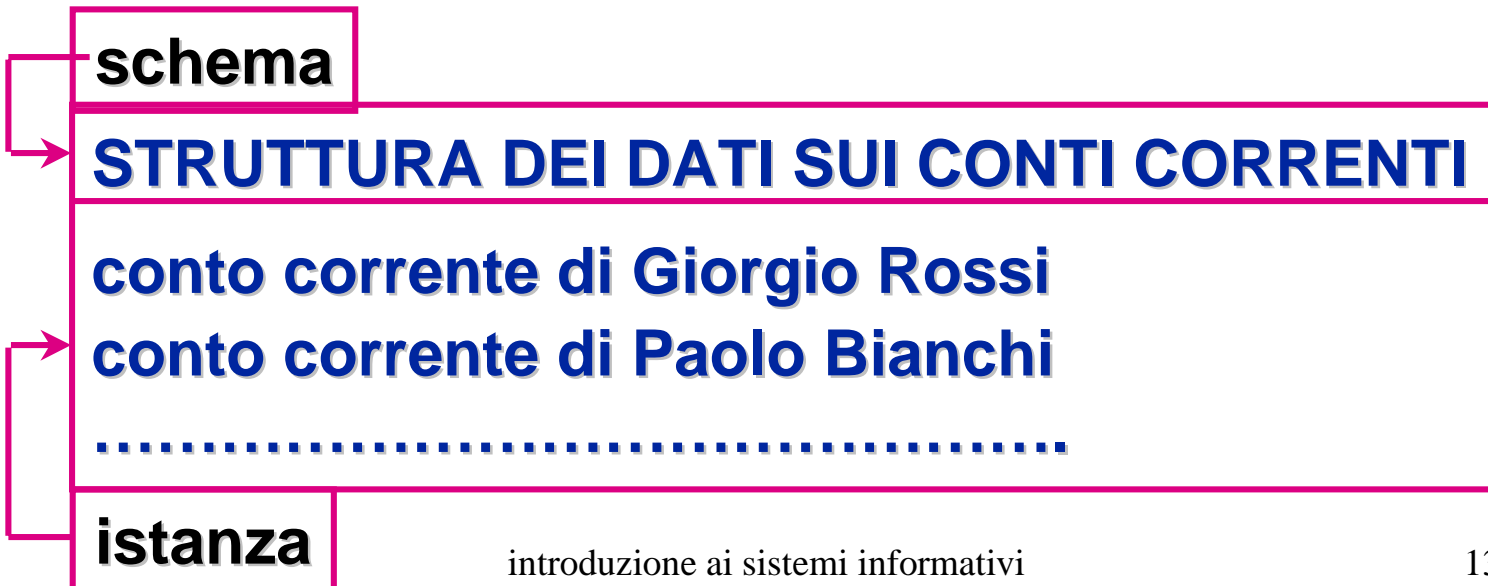 schema
STRUTTURA DEI DATI SUI CONTI CORRENTI
conto corrente di Giorgio Rossi
conto corrente di Paolo Bianchi
…………………………………………….
istanza
introduzione ai sistemi informativi
13